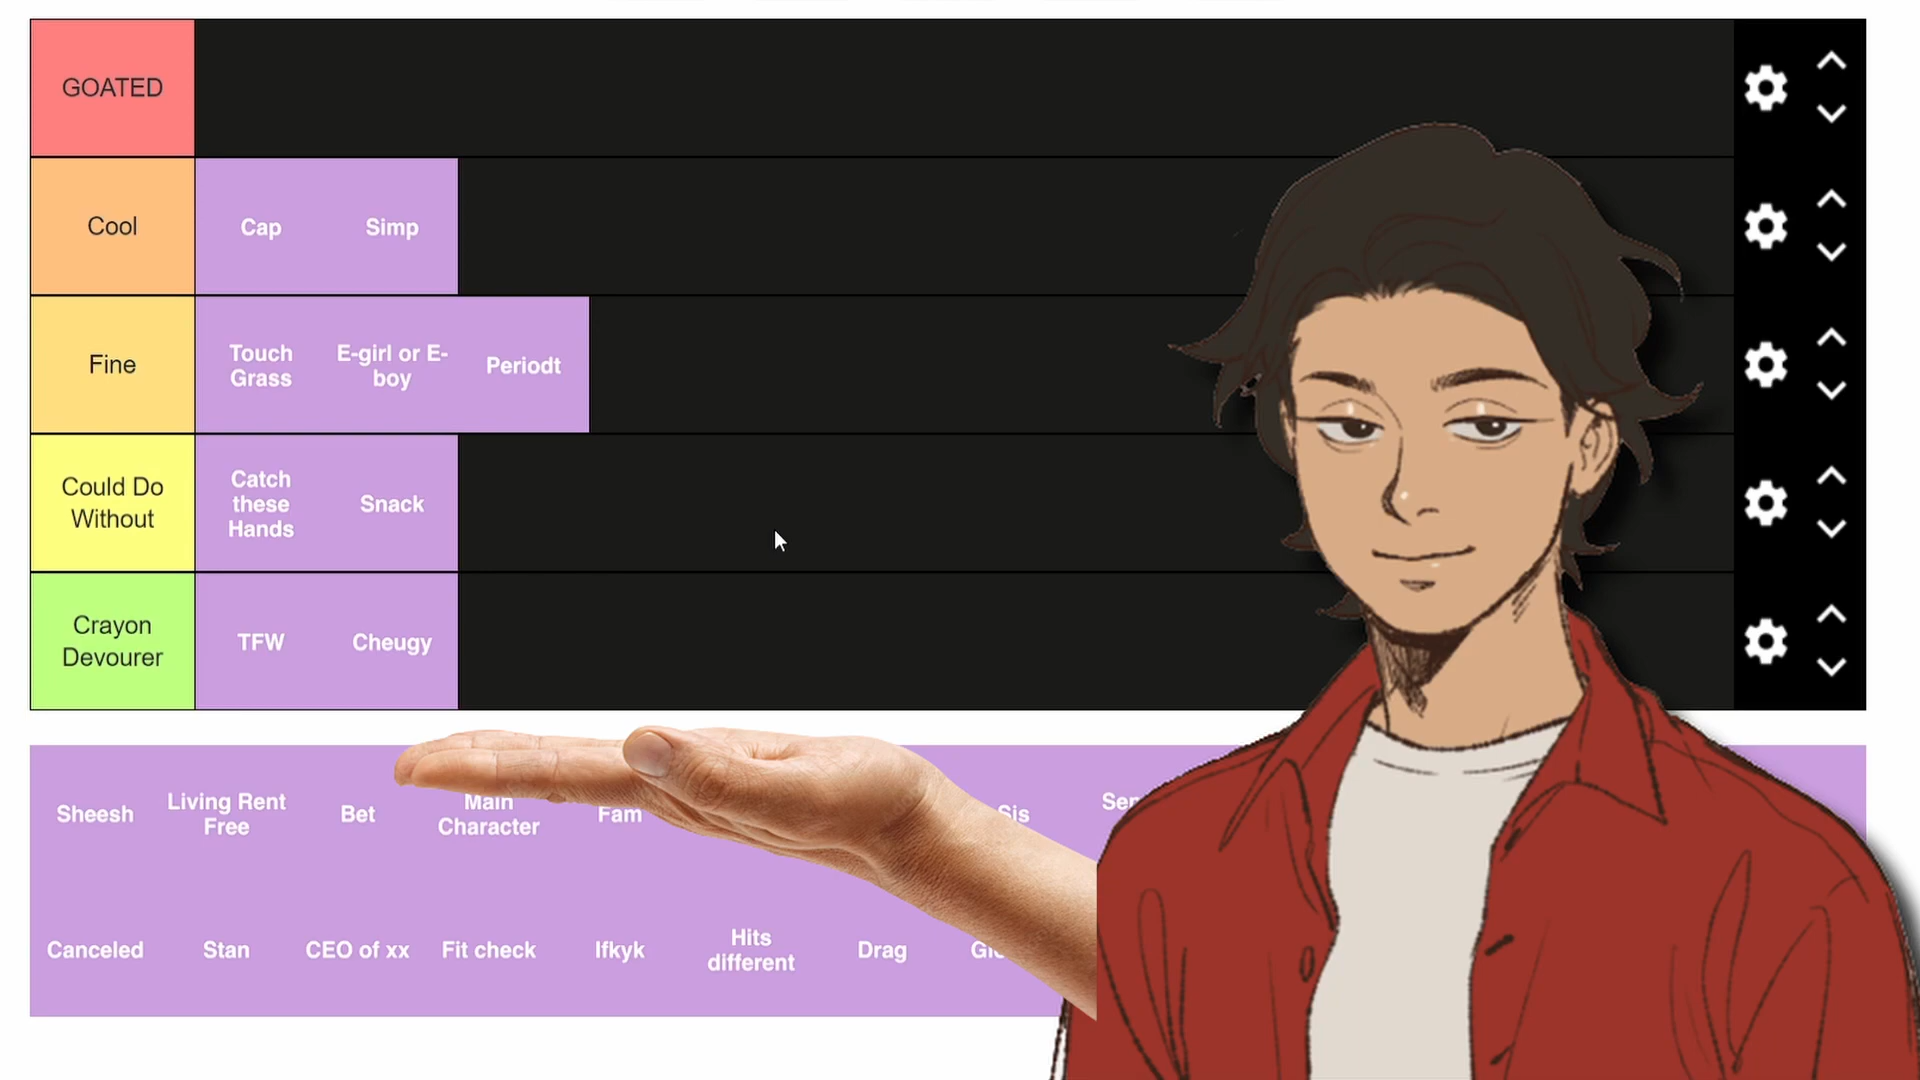 GOATED
Cool
Cap
Simp
Fine
Touch
Grass
E-girl or E-
boy
Periodt
Could Do
Without
Catch
these
Hands
Snack
Crayon
Devourer
TFW
Cheugy
Sheesh
Living Rent
Free
Bet
Main
Character
Fam
Sis
Canceled
Stan
CEO of xx
Fit check
Ifkyk
Hits
different
Drag